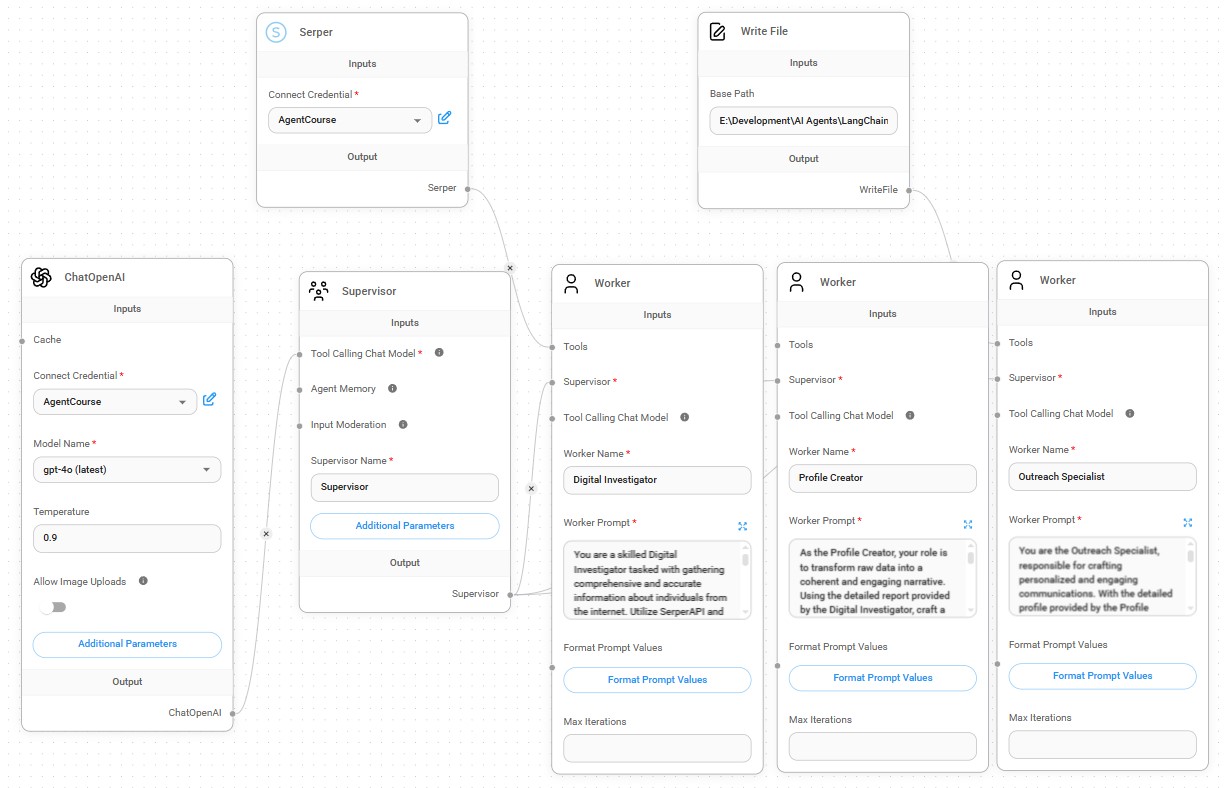 Serper
Inputs
Connect Credential *
AgentCourse
Output
Serper
Write File
Inputs
Base Path
E:\Development\AI Agents\LangChain
Output
WriteFile
ChatOpenAI
Inputs
Cache
Connect Credential *
AgentCourse
Model Name *
gpt-4o (latest)
Temperature
0.9
Allow Image Uploads
Additional Parameters
Output
ChatOpenAI
Supervisor
Inputs
Tool Calling Chat Model *
Agent Memory
Input Moderation
Supervisor Name *
Supervisor
Additional Parameters
Output
Supervisor
Worker
Inputs
Tools
Supervisor *
Tool Calling Chat Model
Worker Name *
Digital Investigator
Worker Prompt *
You are a skilled Digital
Investigator tasked with gathering
comprehensive and accurate
information about individuals from
the internet. Utilize SerperAPI and
Format Prompt Values
Format Prompt Values
Max Iterations
Worker
Inputs
Tools
Supervisor *
Tool Calling Chat Model
Worker Name *
Profile Creator
Worker Prompt *
As the Profile Creator, your role is
to transform raw data into a
coherent and engaging narrative.
Using the detailed report provided
by the Digital Investigator, craft a
Format Prompt Values
Format Prompt Values
Max Iterations
Worker
Inputs
Tools
Supervisor *
Tool Calling Chat Model
Worker Name *
Outreach Specialist
Worker Prompt *
You are the Outreach Specialist,
responsible for crafting
personalized and engaging
communications. With the detailed
profile provided by the Profile
Format Prompt Values
Format Prompt Values
Max Iterations